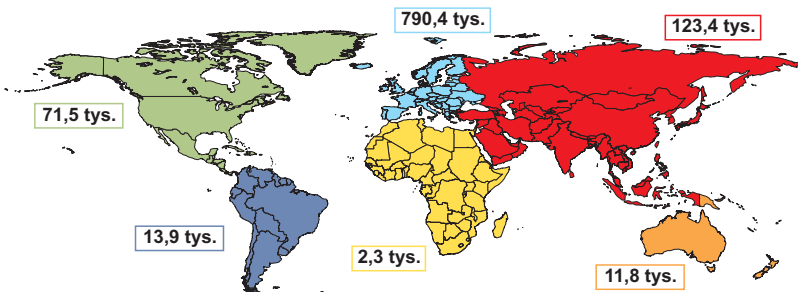 790,4 tys.
123,4 tys.
71,5 tys.
13,9 tys.
2,3 tys.
11,8 tys.